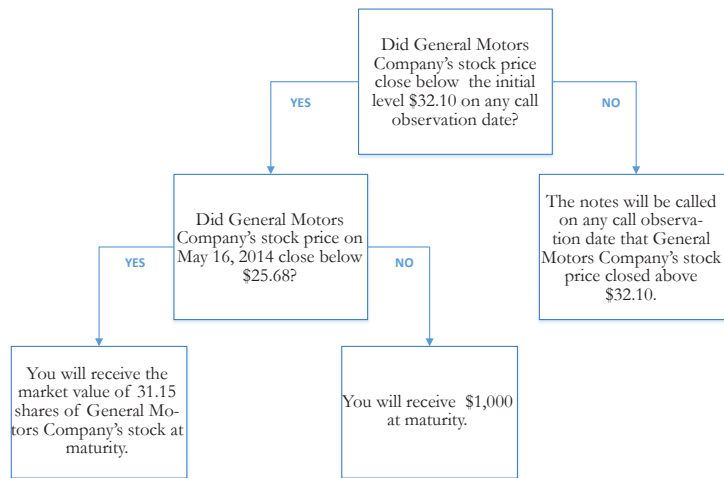 Did General Motors
Company’s stock price
close below the initial
level $32.10 on any call
observation date?
YES
NO
Did General Motors
Company’s stock price on
May 16, 2014 close below
$25.68?
The notes will be called
on any call observa-
tion date that General
Motors Company’s stock
price closed above
$32.10.
YES
NO
You will receive the
market value of 31.15
shares of General Mo-
tors Company’s stock at
maturity.
You will receive $1,000
at maturity.